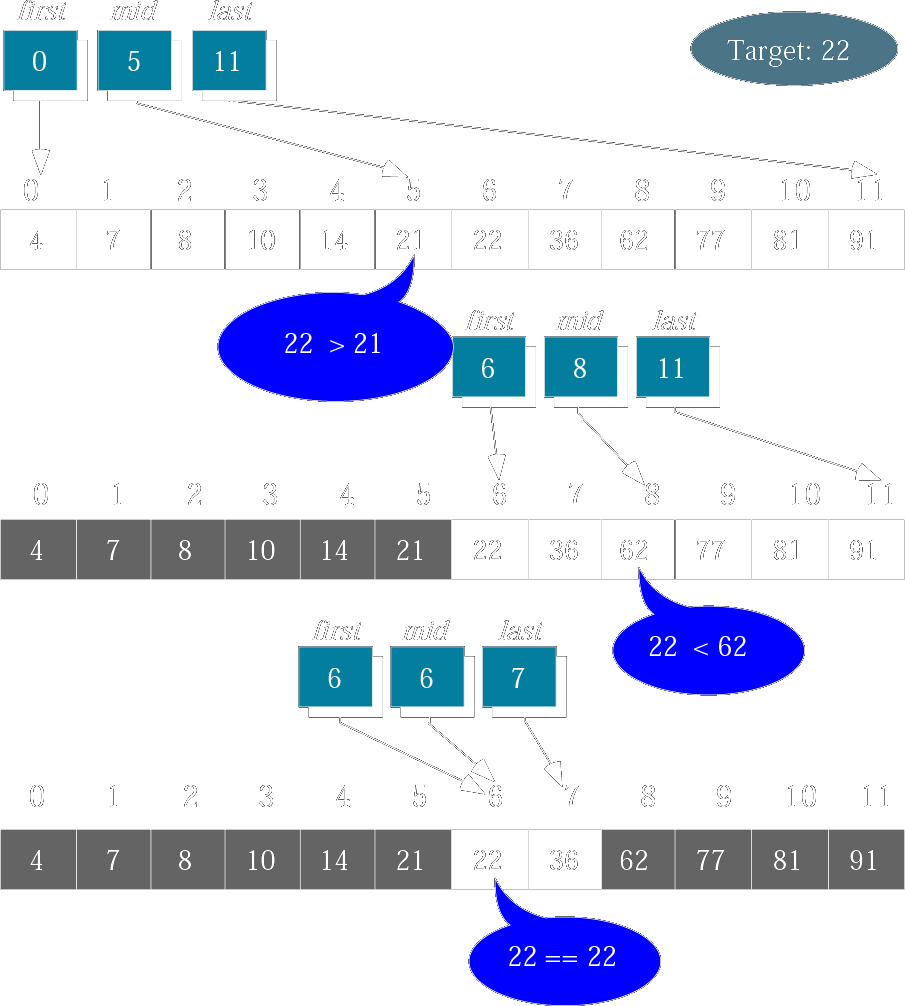 first mid last
0 5 11
Target: 22
0 1 2 3 4 5 6 7 8 9 10 11
4 7 8 10 14 21 22 36 62 77 81 91
22 > 21
first mid last
6 8 11
0 1 2 3 4 5 6 7 8 9 10 11
4 7 8 10 14 21 22 36 62 77 81 91
22 < 62
first mid last
6 6 7
0 1 2 3 4 5 6 7 8 9 10 11
4 7 8 10 14 21 22 36 62 77 81 91
22 == 22